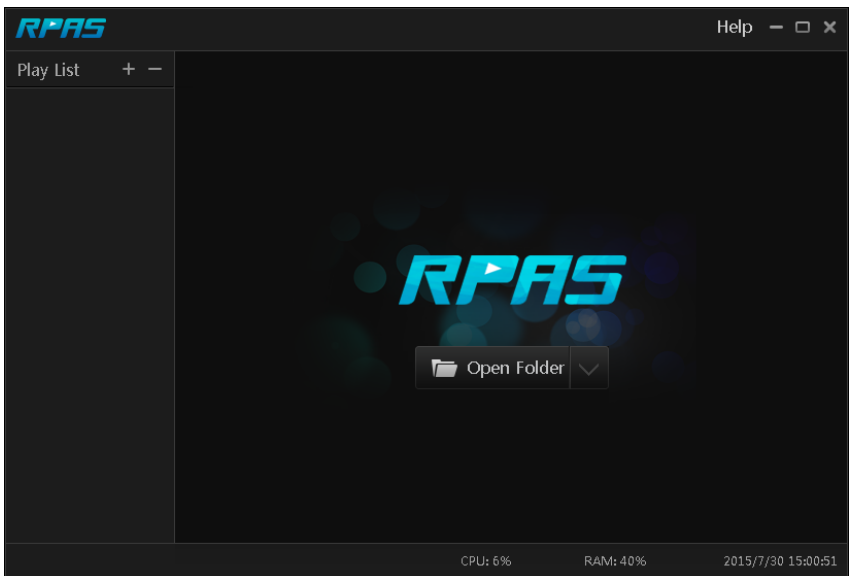 RPAS
Help
Play List
RPAS
Open Folder
CPU: 6% RAM: 40% 2015/7/30 15:00:51